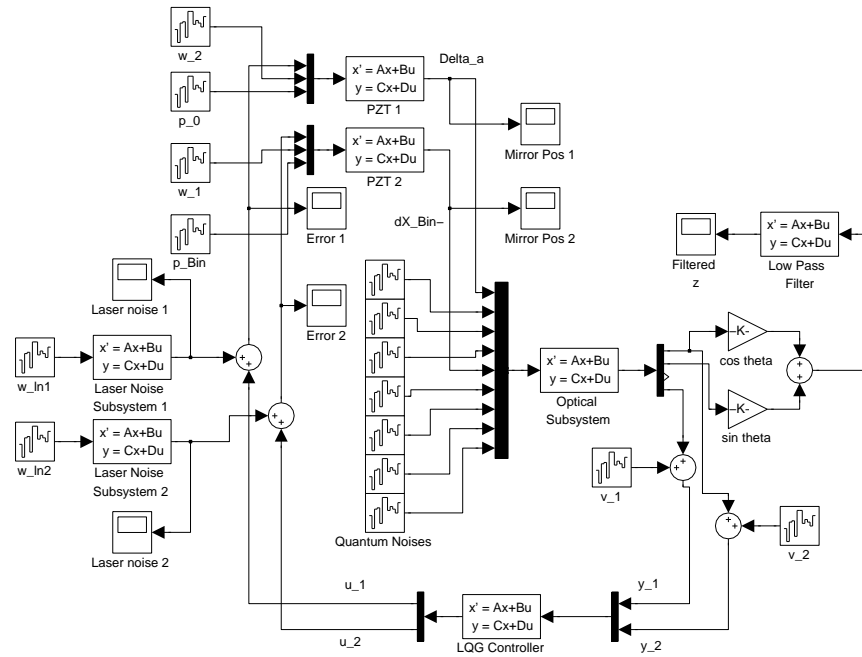 w_2
p_0
w_1
p_Bin
x' = Ax+Bu
y = Cx+Du
PZT 1
x' = Ax+Bu
y = Cx+Du
PZT 2
Delta_a
dX_Bin−
Mirror Pos 1
Mirror Pos 2
Error 1
Error 2
Laser noise 1
w_ln1
x' = Ax+Bu
y = Cx+Du
Laser Noise
Subsystem 1
w_ln2
x' = Ax+Bu
y = Cx+Du
Laser Noise
Subsystem 2
Laser noise 2
+
+
+
+
Quantum Noises
x' = Ax+Bu
y = Cx+Du
Optical
Subsystem
Filtered
z
x' = Ax+Bu
y = Cx+Du
Low Pass
Filter
−K−
cos theta
−K−
sin theta
+
+
v_1
+
+
v_2
+
+
u_1
u_2
x' = Ax+Bu
y = Cx+Du
LQG Controller
y_1
y_2